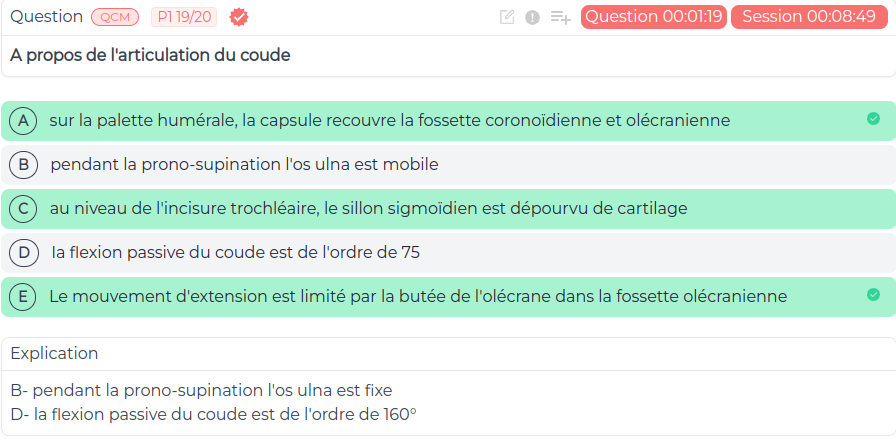 Question QCM P1 19/20 Question 00:01:19 Session 00:08:49
A propos de l'articulation du coude
A sur la palette humérale, la capsule recouvre la fossette coronoïdienne et olécranienne
B pendant la prono-supination l'os ulna est mobile
C au niveau de l'incisure trochléaire, le sillon sigmoïdien est dépourvu de cartilage
D la flexion passive du coude est de l'ordre de 75
E Le mouvement d'extension est limité par la butée de l'olécrane dans la fossette olécranienne
Explication
B- pendant la prono-supination l'os ulna est fixe
D- la flexion passive du coude est de l'ordre de 160°